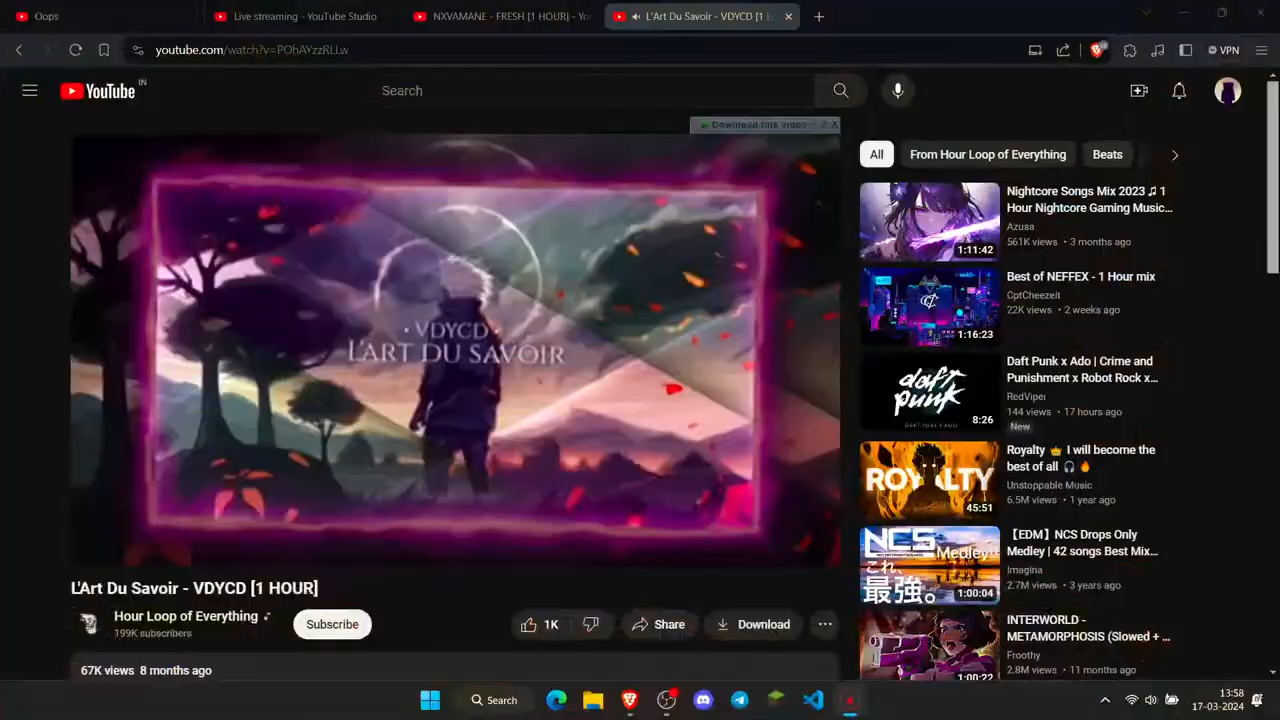 Oops
Live streaming - YouTube Studio
NXVAMANE - FRESH [1 HOUR] - Yo
L'Art Du Savoir - VDYCD [1
youtube.com/watch?v=POhAYzzRLLw
VPN
YouTube
IN
Search
Download this video
All
From Hour Loop of Everything
Beats
Nightcore Songs Mix 2023 ♫ 1
Hour Nightcore Gaming Music...
Azusa
561K views • 3 months ago
1:11:42
Best of NEFFEX - 1 Hour mix
CptCheezeIt
22K views • 2 weeks ago
1:16:23
· VDYCD ·
L'ART DU SAVOIR
Daft Punk x Ado | Crime and
Punishment x Robot Rock x...
RedViper
144 views • 17 hours ago
New
daft
punk
8:26
Royalty 👑 I will become the
best of all 🎧 🔥
Unstoppable Music
6.5M views • 1 year ago
ROYALTY
45:51
【EDM】NCS Drops Only
Medley | 42 songs Best Mix...
Imagina
2.7M views • 3 years ago
NCS
Medley!!
これ、
最強。
1:00:04
INTERWORLD -
METAMORPHOSIS (Slowed + ...
Froothy
2.8M views • 11 months ago
1:00:22
L'Art Du Savoir - VDYCD [1 HOUR]
Hour Loop of Everything ♪
199K subscribers
Subscribe
1K
Share
Download
67K views 8 months ago
Search
13:58
17-03-2024